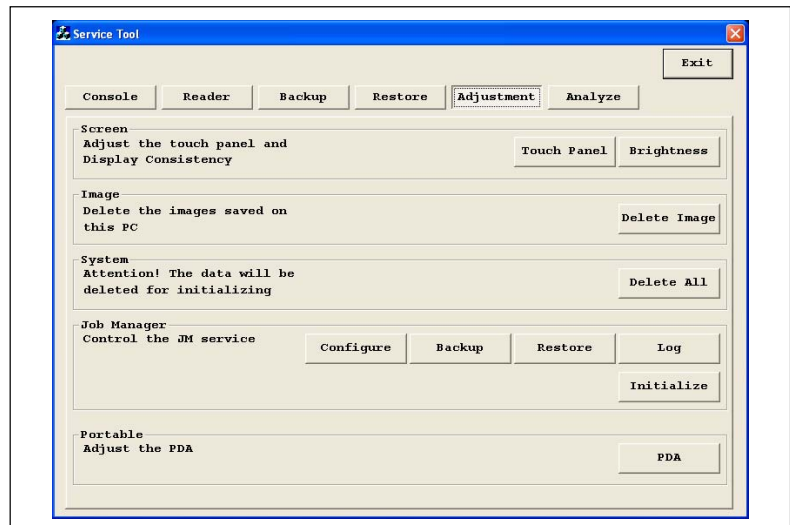 Service Tool
Exit
Console Reader Backup Restore Adjustment Analyze
Screen
Adjust the touch panel and
Display Consistency
Touch Panel Brightness
Image
Delete the images saved on
this PC
Delete Image
System
Attention! The data will be
deleted for initializing
Delete All
Job Manager
Control the JM service
Configure Backup Restore Log
Initialize
Portable
Adjust the PDA
PDA